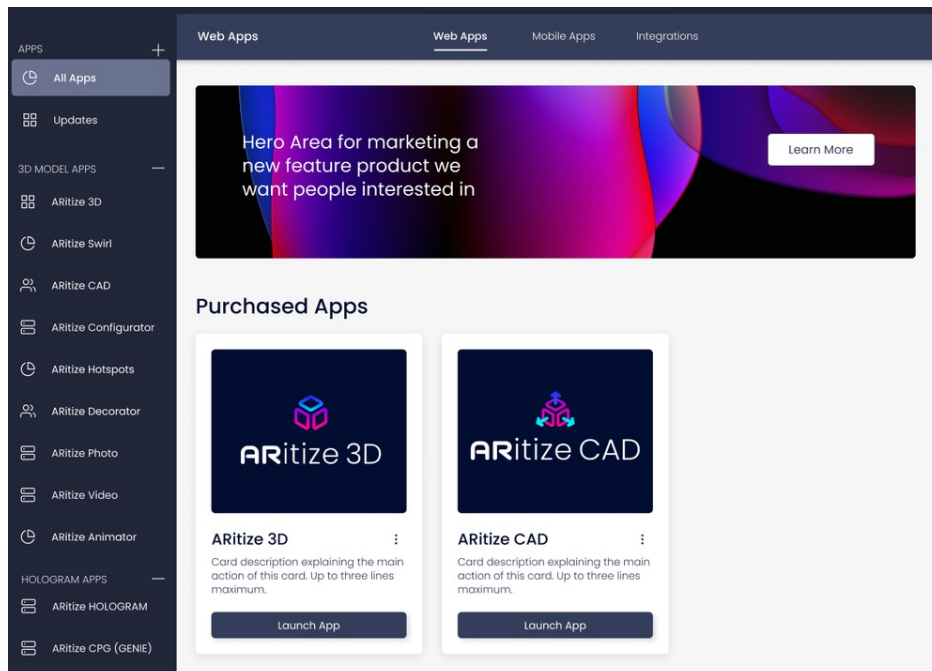 APPS
All Apps
Updates
3D MODEL APPS
ARitize 3D
ARitize Swirl
ARitize CAD
ARitize Configurator
ARitize Hotspots
ARitize Decorator
ARitize Photo
ARitize Video
ARitize Animator
HOLOGRAM APPS
ARitize HOLOGRAM
ARitize CPG (GENIE)
Web Apps
Web Apps
Mobile Apps
Integrations
Hero Area for marketing a
new feature product we
want people interested in
Learn More
Purchased Apps
ARitize 3D
ARitize 3D
Card description explaining the main
action of this card. Up to three lines
maximum.
Launch App
ARitize CAD
ARitize CAD
Card description explaining the main
action of this card. Up to three lines
maximum.
Launch App